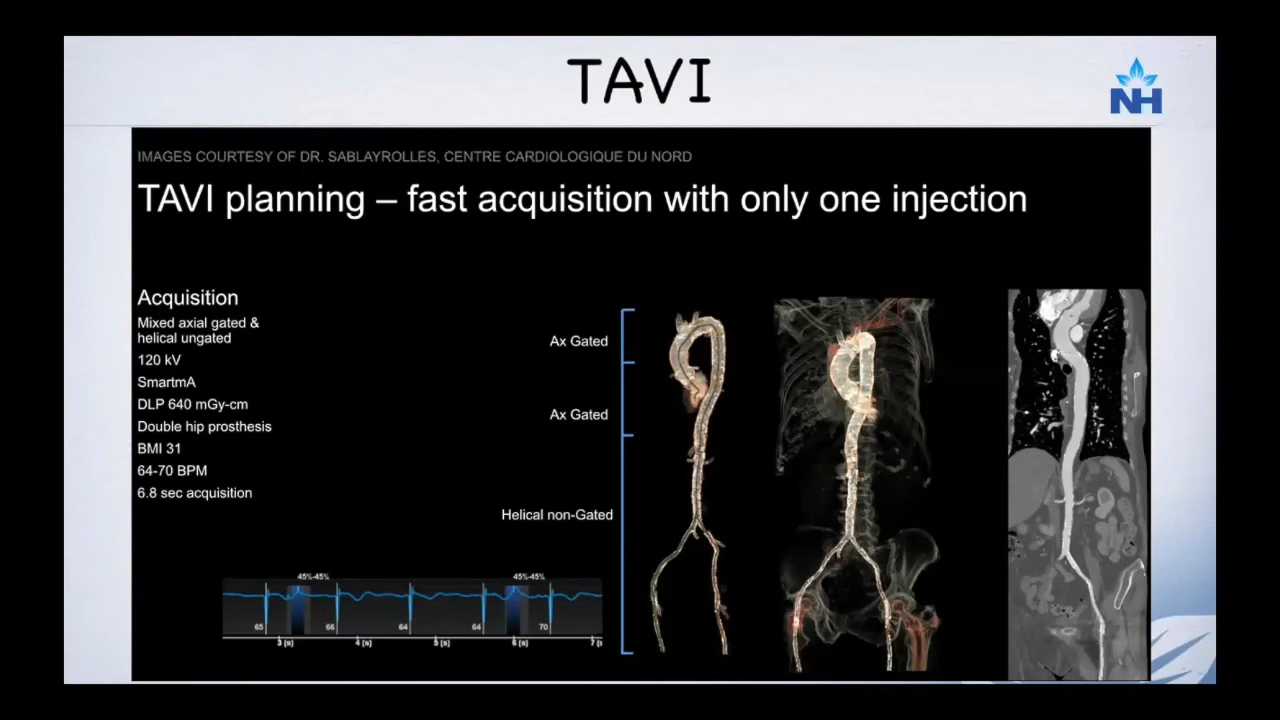 TAVI
NH
IMAGES COURTESY OF DR. SABLAYROLLES, CENTRE CARDIOLOGIQUE DU NORD
TAVI planning – fast acquisition with only one injection
Acquisition
Mixed axial gated &
helical ungated
120 kV
SmartmA
DLP 640 mGy-cm
Double hip prosthesis
BMI 31
64-70 BPM
6.8 sec acquisition
Ax Gated
Ax Gated
Helical non-Gated
45%-45% 45%-45%
65 66 64 64 70
3 (s) 4 (s) 5 (s) 6 (s) 7 (s